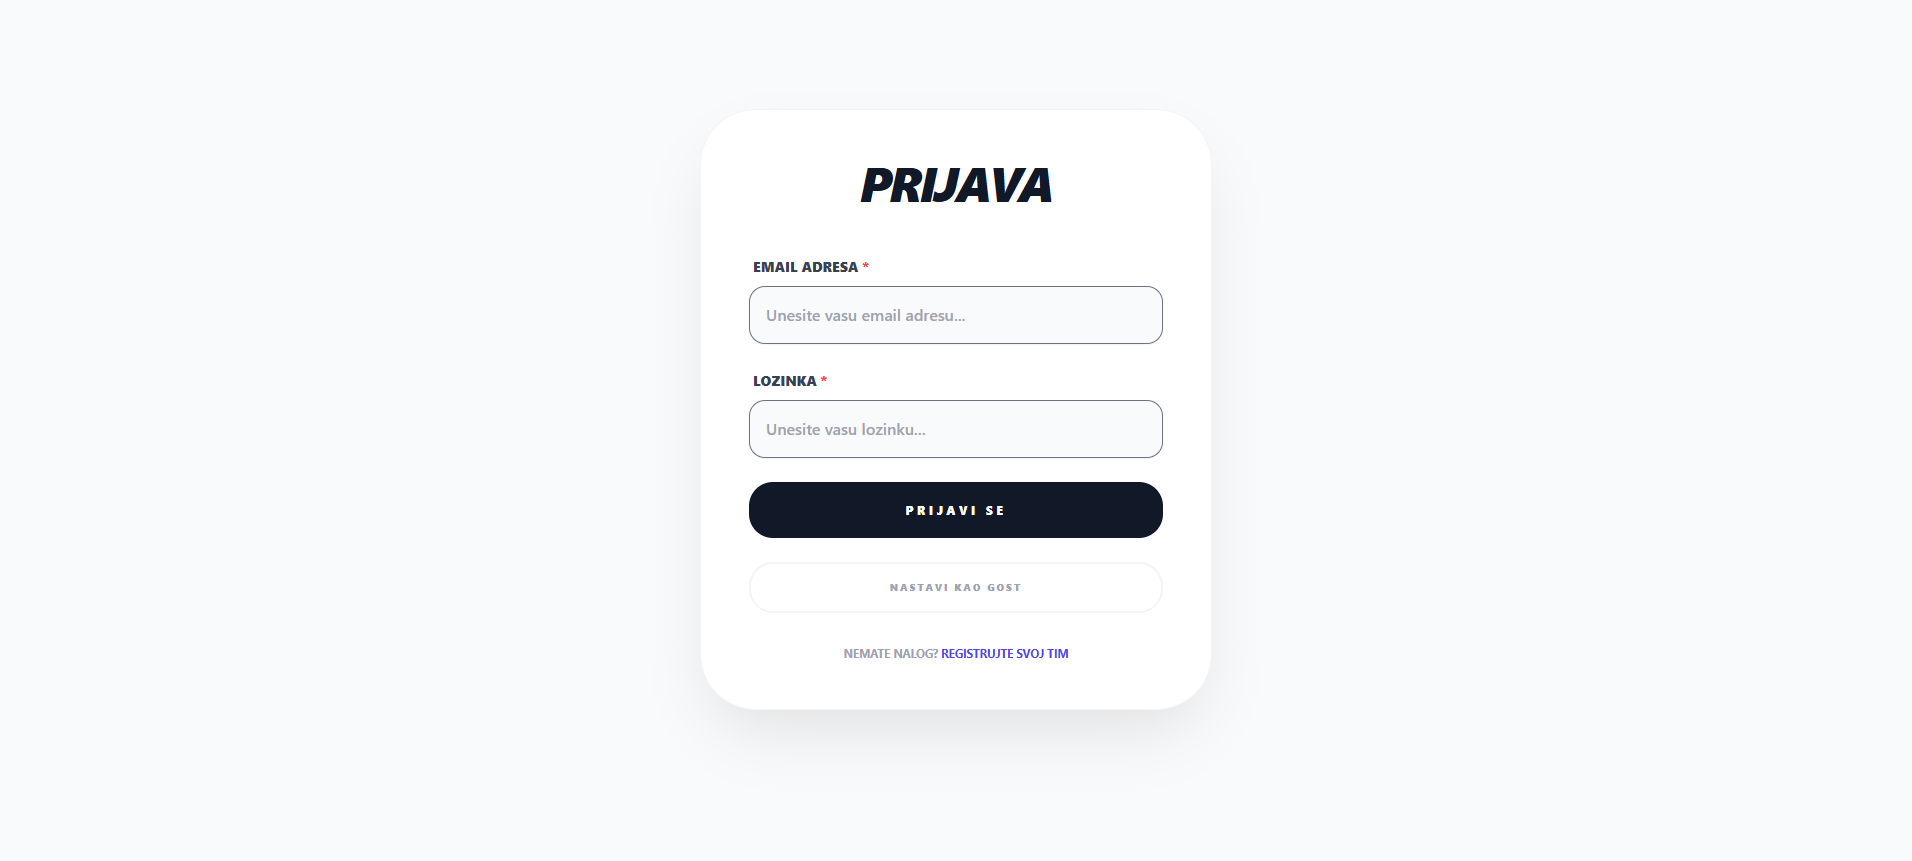 PRIJAVA
EMAIL ADRESA *
Unesite vasu email adresu...
LOZINKA *
Unesite vasu lozinku...
PRIJAVI SE
NASTAVI KAO GOST
NEMATE NALOG? REGISTRUJTE SVOJ TIM